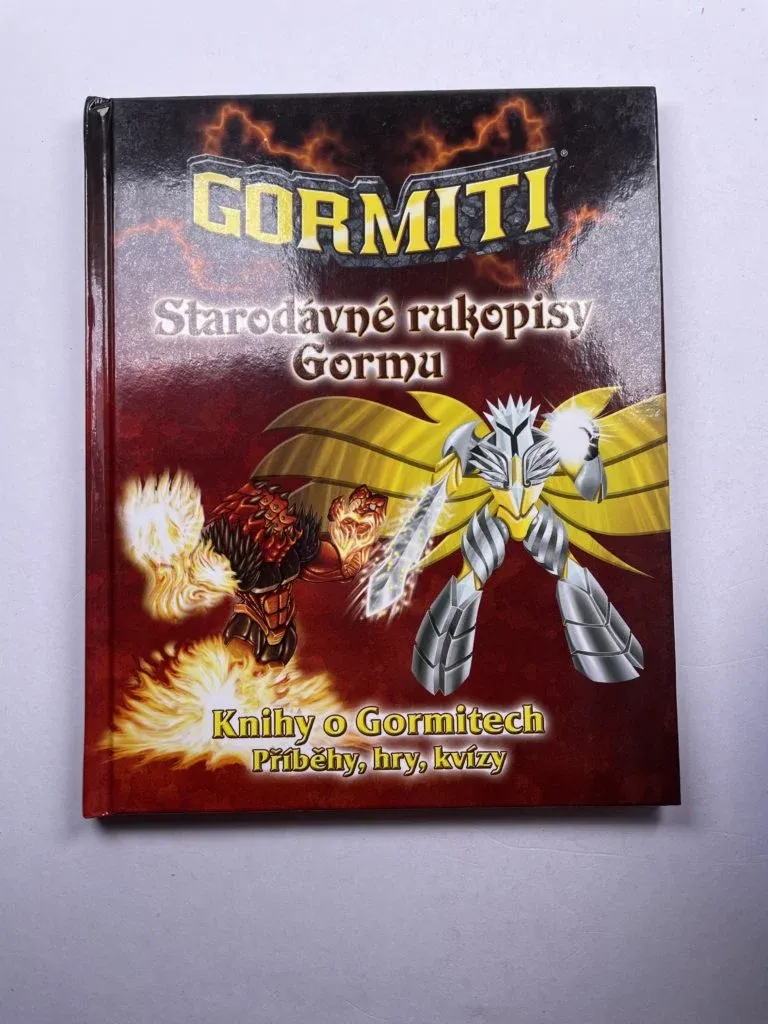 GORMITI
Starodávné rukopisy
Gormu
Knihy o Gormitech
Příběhy, hry, kvízy